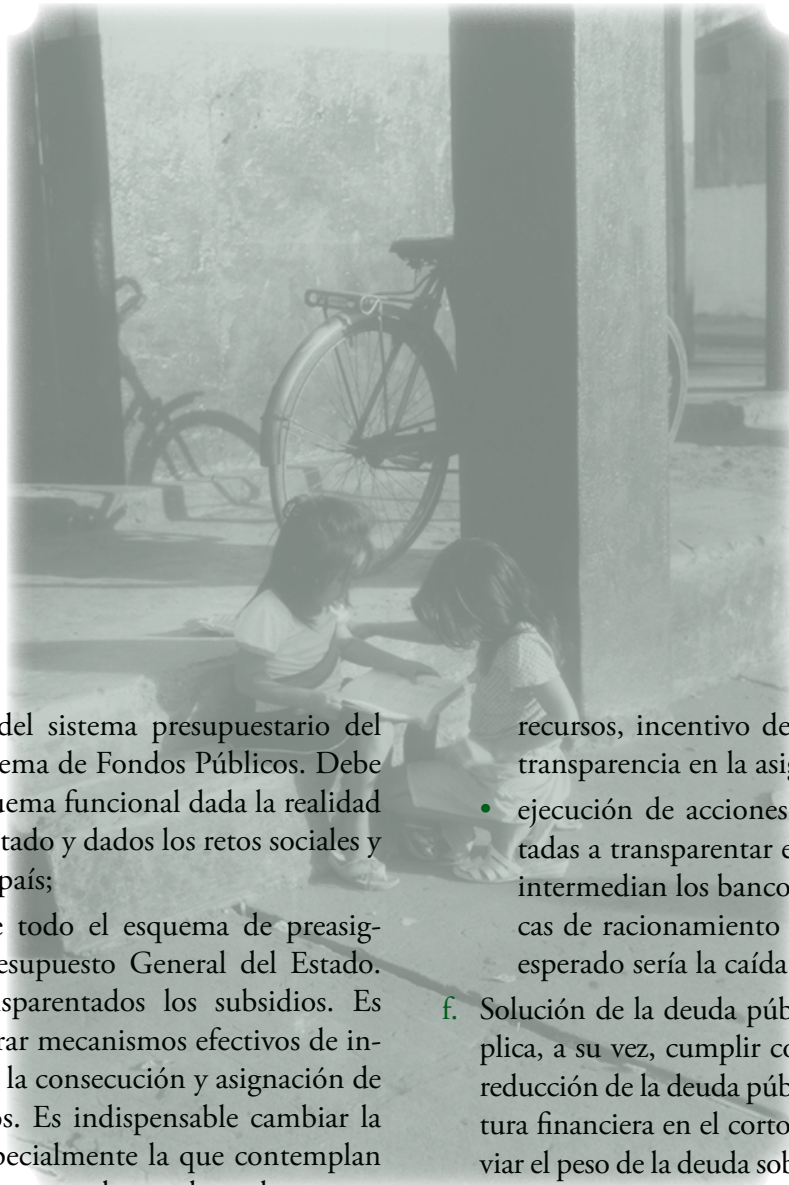 del sistema presupuestario del
ema de Fondos Públicos. Debe
uema funcional dada la realidad
tado y dados los retos sociales y
país;
e todo el esquema de preasig-
esupuesto General del Estado.
nsparentados los subsidios. Es
rar mecanismos efectivos de in-
la consecución y asignación de
os. Es indispensable cambiar la
pecialmente la que contemplan
recursos, incentivo de
transparencia en la asig
• ejecución de acciones
tadas a transparentar e
intermedian los banco
cas de racionamiento
esperado sería la caída
f. Solución de la deuda púb
plica, a su vez, cumplir co
reducción de la deuda púb
tura financiera en el corto
viar el peso de la deuda sob